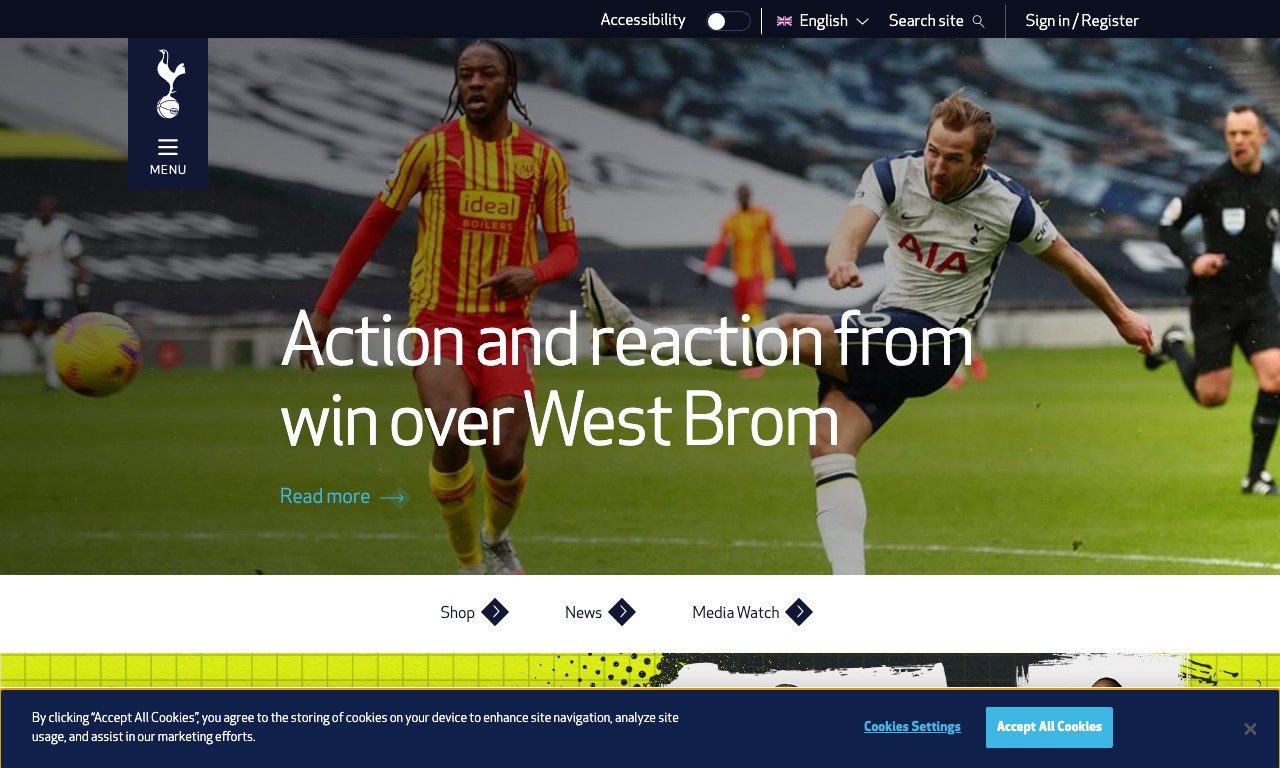 Accessibility
English
Search site
Sign in / Register
MENU
ideal
BOILERS
AIA
Action and reaction from
win over West Brom
Read more
Shop
News
Media Watch
By clicking “Accept All Cookies”, you agree to the storing of cookies on your device to enhance site navigation, analyze site
usage, and assist in our marketing efforts.
Cookies Settings
Accept All Cookies